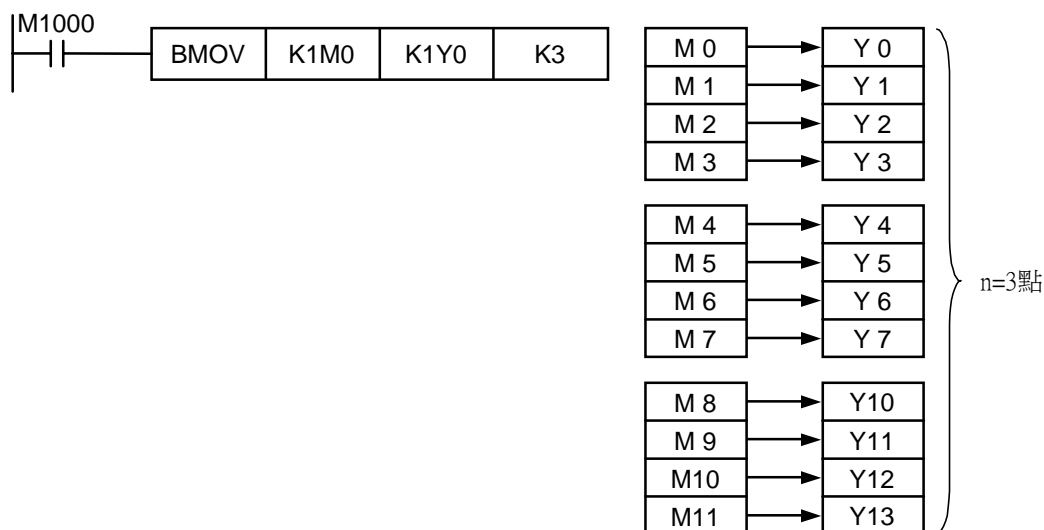 M1000
BMOV K1M0 K1Y0 K3
M 0 Y 0
M 1 Y 1
M 2 Y 2
M 3 Y 3
M 4 Y 4
M 5 Y 5
M 6 Y 6
M 7 Y 7
n=3點
M 8 Y10
M 9 Y11
M10 Y12
M11 Y13